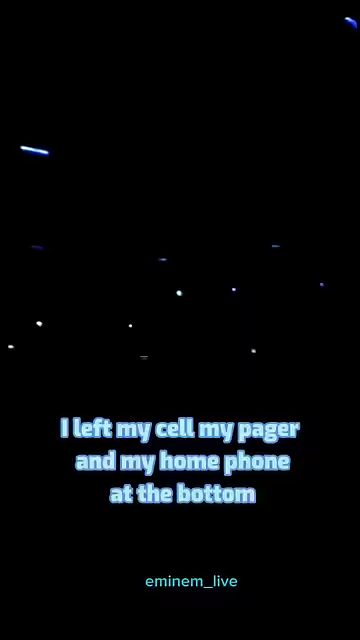 I left my cell my pager
and my home phone
at the bottom
eminem_live